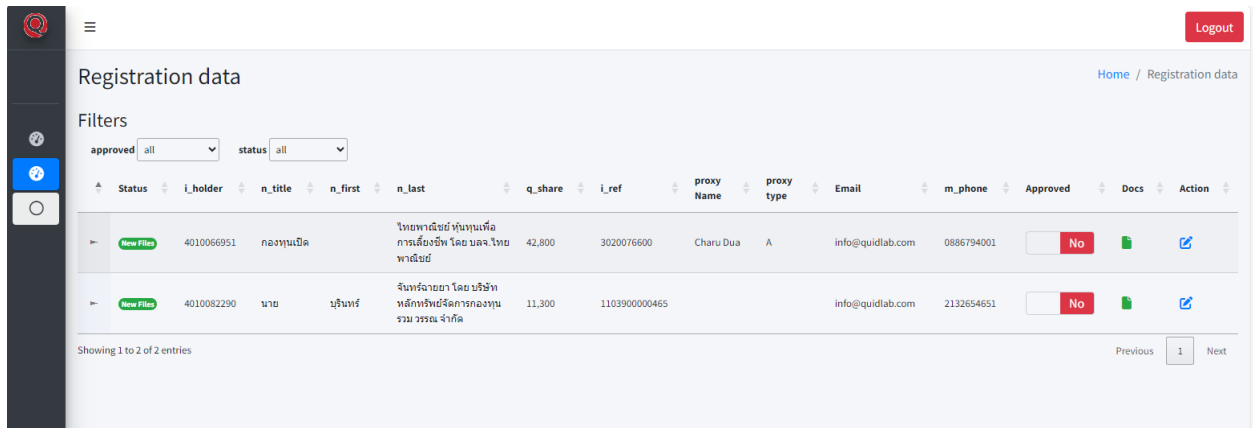 Logout
Registration data
Home / Registration data
Filters
approved all status all
Status i_holder n_title n_first n_last q_share i_ref proxy Name proxy type Email m_phone Approved Docs Action
ไทยพาณิชย์ หุ้นทุนเพื่อ
New Files 4010066951 กองทุนเปิด การเลี้ยงชีพ โดย บลจ.ไทย 42,800 3020076600 Charu Dua A info@quidlab.com 0886794001 No
พาณิชย์
จันทร์ฉายยา โดย บริษัท
New Files 4010082290 นาย บุรินทร์ หลักทรัพย์จัดการกองทุน 11,300 1103900000465 info@quidlab.com 2132654651 No
รวม วรรณ จำกัด
Showing 1 to 2 of 2 entries
Previous 1 Next